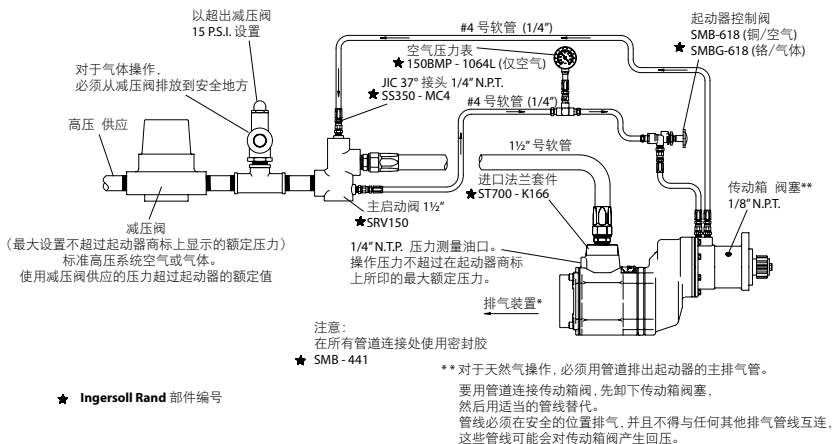 以超出减压阀
15 P.S.I. 设置
对于气体操作，
必须从减压阀排放到安全地方
高压 供应
减压阀
（最大设置不超过起动器商标上显示的额定压力）
标准高压系统空气或气体。
使用减压阀供应的压力超过起动器的额定值
#4 号软管 (1/4”)
空气压力表
★ 150BMP - 1064L (仅空气)
JIC 37° 接头 1/4” N.P.T.
★ SS350 - MC4
#4 号软管 (1/4”)
起动器控制阀
SMB-618 (铜/空气)
★ SMBG-618 (铬/气体)
1½” 号软管
主启动阀 1½”
★ SRV150
进口法兰套件
★ ST700 - K166
传动箱 阀塞**
1/8” N.P.T.
1/4” N.T.P. 压力测量油口。
操作压力不超过在起动器商标
上所印的最大额定压力。
排气装置*
注意：
在所有管道连接处使用密封胶
★ SMB - 441
★ Ingersoll Rand 部件编号
** 对于天然气操作，必须用管道排出起动器的主排气管。
要用管道连接传动箱阀，先卸下传动箱阀塞，
然后用适当的管线替代。
管线必须在安全的位置排气，并且不得与任何其他排气管线互连，
这些管线可能会对传动箱阀产生回压。